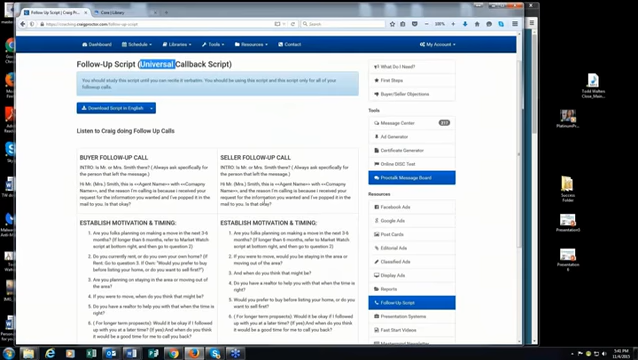 Follow Up Script | Craig Proctor...
https://coaching.craigproctor.com/follow-up-script
120%
Search
Dashboard
Schedule
Libraries
Tools
Resources
Contact
My Account
Follow-Up Script (Universal Callback Script)
You should study this script until you can recite it verbatim. You should be using this script and this script only for all of your
followup calls.
Download Script in English
Listen to Craig doing Follow Up Calls
BUYER FOLLOW-UP CALL
INTRO: Is Mr. or Mrs. Smith there? ( Always ask specifically for
the person that left the message.)
Hi Mr. (Mrs.) Smith, this is <<Agent Name>> with <<Company
Name>>, and the reason I'm calling is because I received your
request for the information you wanted and I've popped it in the
mail to you. Is that okay?
ESTABLISH MOTIVATION & TIMING:
1. Are you folks planning on making a move in the next 3-6
months? (If longer than 6 months, refer to Market Watch
script at bottom right, and then go to question 2)
2. Do you currently rent, or do you own your own home? (If
Rent: Go to question 3. If Own: "Would you prefer to buy
before listing your home, or do you want to sell first?")
3. Are you planning on staying in the area or moving out of
the area?
4. If you were to move, when do you think that might be?
5. Do you have a realtor to help you with that when the time is
right?
6. ( For longer term prospects): Would it be okay if I followed
up with you at a later time? (If yes) And when do you think
it would be a good time for me to call back?
SELLER FOLLOW-UP CALL
INTRO: Is Mr. or Mrs. Smith there? ( Always ask specifically for
the person that left the message.)
Hi Mr. (Mrs.) Smith, this is <<Agent Name>> with <<Company
Name>>, and the reason I'm calling is because I received your
request for the information you wanted and I've popped it in the
mail to you. Is that okay?
ESTABLISH MOTIVATION & TIMING:
1. Are you folks planning on making a move in the next 3-6
months? (If longer than 6 months, refer to Market Watch
script at bottom, and then go to question 2)
2. If you were to move, would you be staying in the area or
moving out of the area?
3. And when do you think that might be?
4. Do you have a realtor to help you with that when the time is
right?
5. Would you prefer to buy before listing your home, or do you
want to sell first?
6. ( For longer term prospects): Would it be okay if I followed
up with you at a later time? (If yes) And when do you think
it would be a good time for me to call back?
What Do I Need?
First Steps
Buyer/Seller Objections
Tools
Message Center
Ad Generator
Certificate Generator
Online DISC Test
Proctalk Message Board
Resources
Facebook Ads
Google Ads
Post Cards
Editorial Ads
Classified Ads
Display Ads
Reports
Follow-Up Script
Presentation Systems
Fast Start Videos
Todd Walters
Close_Mem...
PlatinumPri...
Success
Folder
Presentation5
Presentation
6
5:41 PM
11/4/2015